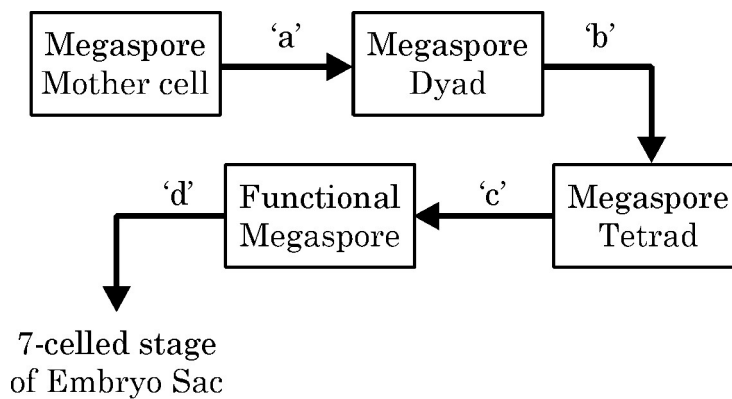 Megaspore
Mother cell
‘a’
Megaspore
Dyad
‘b’
Megaspore
Tetrad
‘c’
Functional
Megaspore
‘d’
7-celled stage
of Embryo Sac